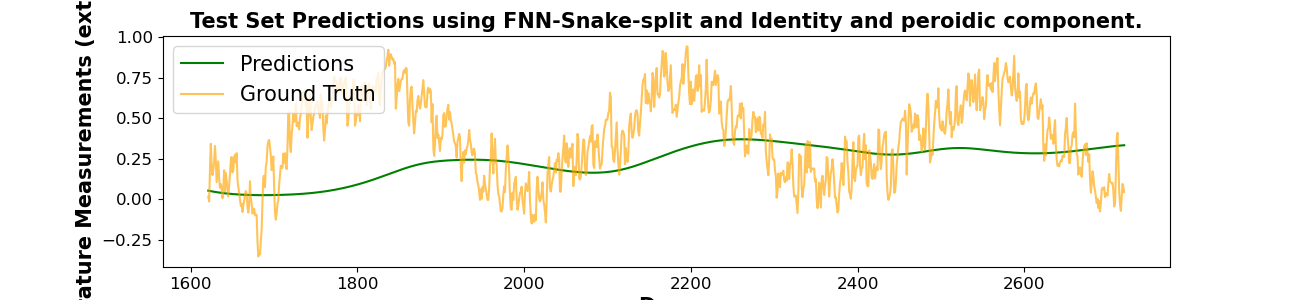 Test Set Predictions using FNN-Snake-split and Identity and peroidic component.
Measurements
Predictions
Ground Truth
1.00
0.75
0.50
0.25
0.00
−0.25
1600 1800 2000 2200 2400 2600